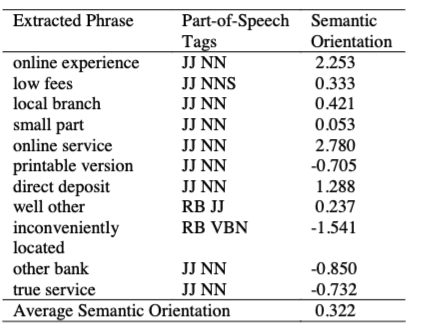 Extracted Phrase Part-of-Speech Semantic
Tags Orientation
online experience JJ NN 2.253
low fees JJ NNS 0.333
local branch JJ NN 0.421
small part JJ NN 0.053
online service JJ NN 2.780
printable version JJ NN -0.705
direct deposit JJ NN 1.288
well other RB JJ 0.237
inconveniently RB VBN -1.541
located
other bank JJ NN -0.850
true service JJ NN -0.732
Average Semantic Orientation 0.322